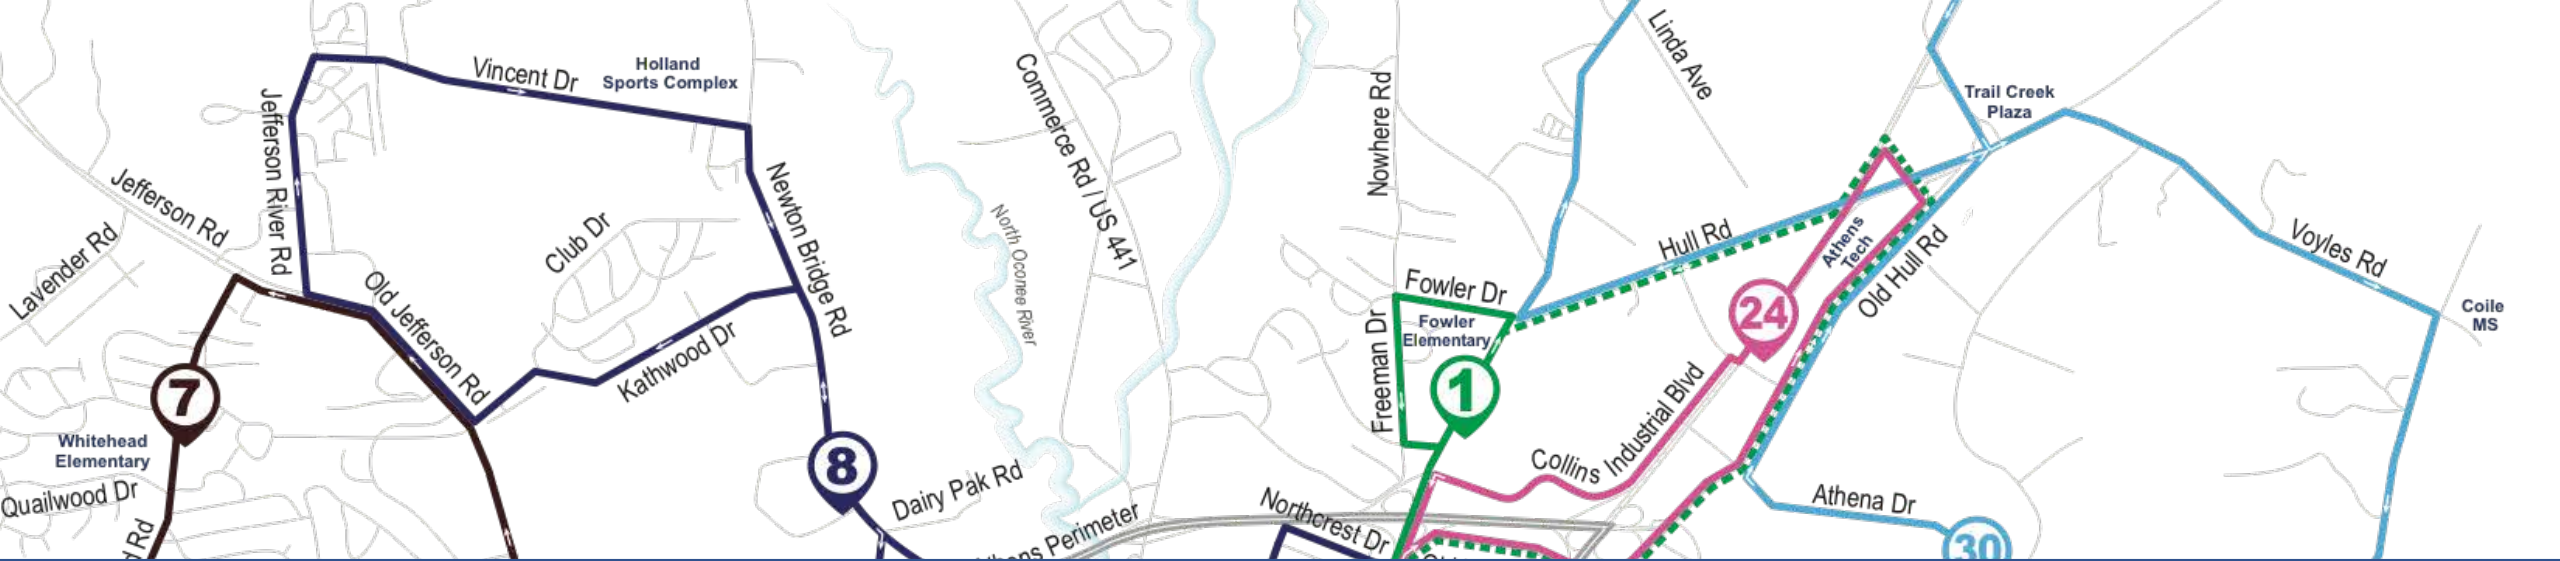 Linda Ave
Vincent Dr
Holland
Sports Complex
Commerce Rd / US 441
Nowhere Rd
Trail Creek
Plaza
Jefferson River Rd
Jefferson Rd
Newton Bridge Rd
Lavender Rd
Club Dr
North Oconee River
Hull Rd
Athens
Tech
Old Hull Rd
Voyles Rd
Old Jefferson Rd
Fowler Dr
Coile
MS
Fowler
Elementary
24
Freeman Dr
Kathwood Dr
7
1
Collins Industrial Blvd
Whitehead
Elementary
8
Dairy Pak Rd
Quailwood Dr
Athena Dr
Northcrest Dr
Perimeter
Rd
30